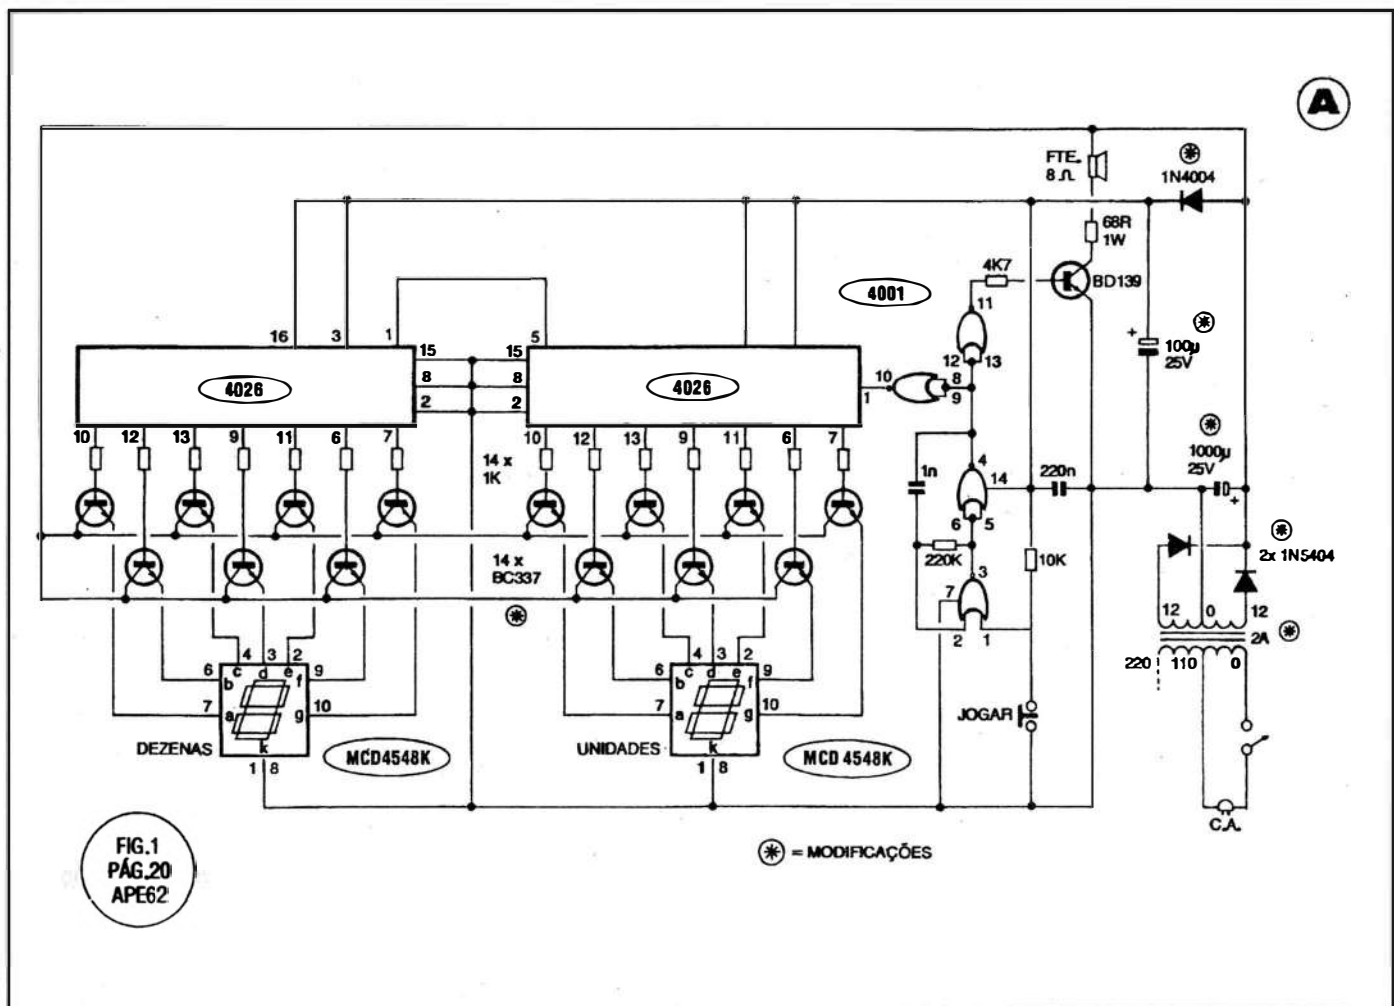 A
FTE.
8 Ω
1N4004
68R
1W
4K7
BD139
4001
11
12 13
100µ
25V
+
16 3 1
5
15
8
2
15
8
2
4026
4026
1
10
8
9
10 12 13 9 11 6 7
10 12 13 9 11 6 7
14 x
1K
1n
4
14
220n
1000µ
25V
+
6 5
14 x
BC337
220K
3
7
10K
2x 1N5404
2 1
12 0 12
2A
220 110 0
4 3 2
6 c d e 9
b f
7 a g 10
k
1 8
4 3 2
6 c d e 9
b f
7 a g 10
k
1 8
JOGAR
DEZENAS
MCD4548K
UNIDADES
MCD 4548K
C.A.
FIG.1
PÁG.20
APE62
✱ = MODIFICAÇÕES